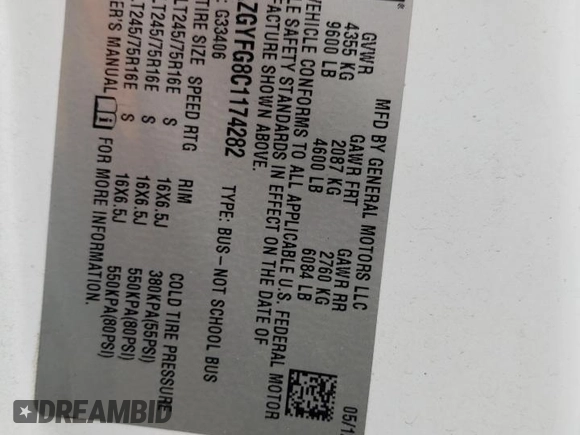 MFD BY GENERAL MOTORS LLC
05/1
GVWR GAWR FRT GAWR RR
4355 KG 2087 KG 2760 KG
9600 LB 4600 LB 6084 LB
VEHICLE CONFORMS TO ALL APPLICABLE U.S. FEDERAL MOTOR
LE SAFETY STANDARDS IN EFFECT ON THE DATE OF
FACTURE SHOWN ABOVE.
ZGYFG8C1174282 TYPE: BUS–NOT SCHOOL BUS
: G33406
TIRE SIZE SPEED RTG RIM COLD TIRE PRESSURE
LT245/75R16E S 16X6.5J 380KPA(55PSI)
LT245/75R16E S 16X6.5J 550KPA(80PSI)
LT245/75R16E S 16X6.5J 550KPA(80PSI)
ER'S MANUAL FOR MORE INFORMATION.
DREAMBID